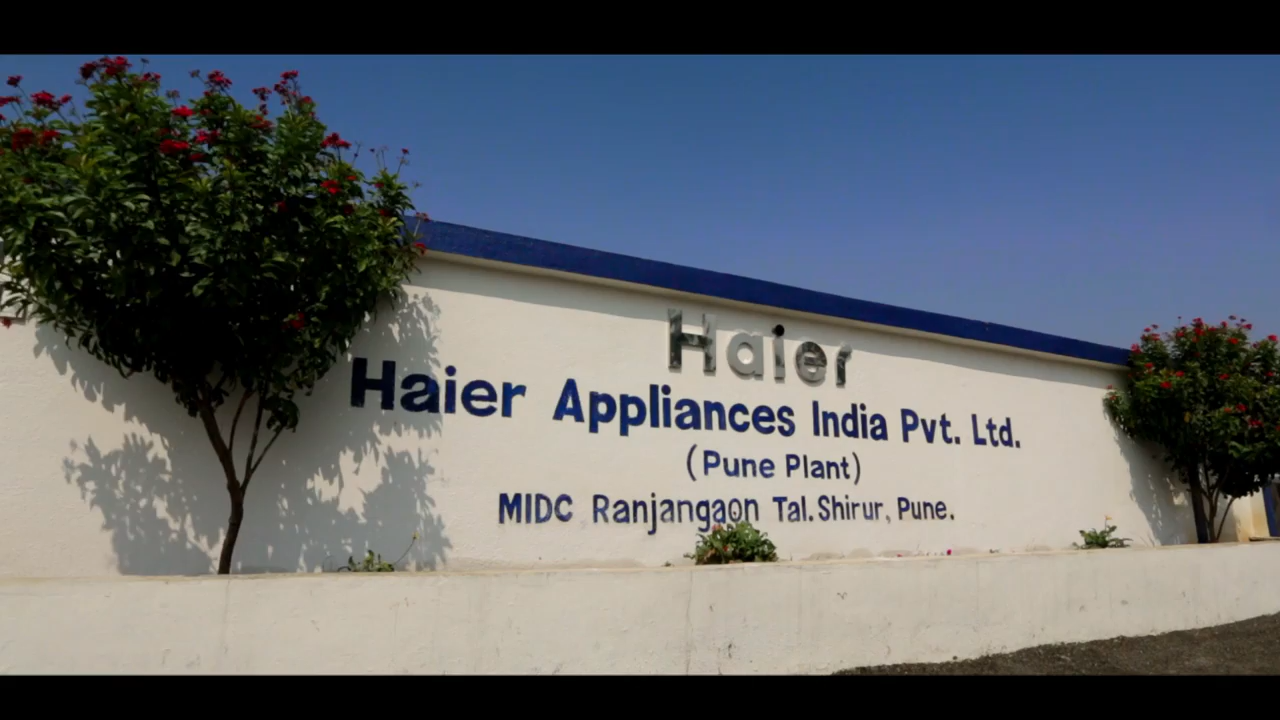 Haier
Haier Appliances India Pvt. Ltd.
(Pune Plant)
MIDC Ranjangaon Tal. Shirur, Pune.